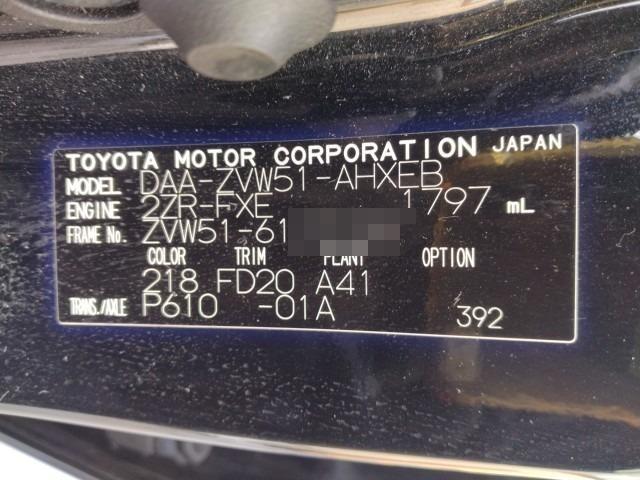 TOYOTA MOTOR CORPORATION JAPAN
MODEL DAA-ZVW51-AHXEB
ENGINE 2ZR-FXE 1797 mL
FRAME No. ZVW51-61
COLOR TRIM PLANT OPTION
218 FD20 A41
TRANS./AXLE P610 -01A 392